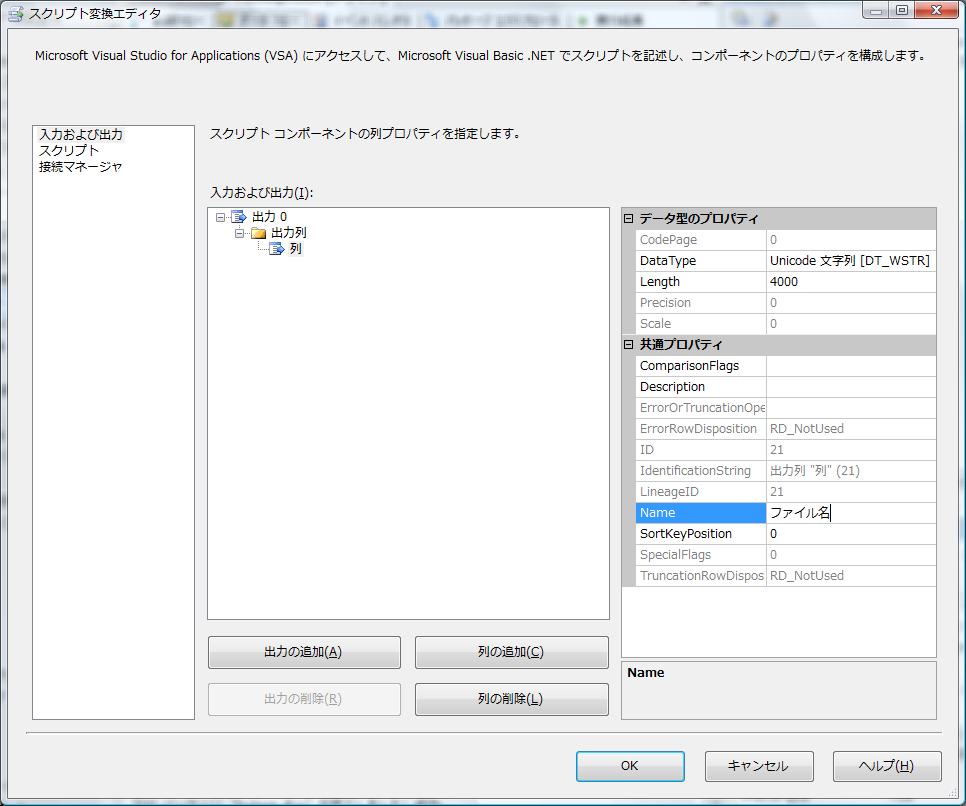 スクリプト変換エディタ
Microsoft Visual Studio for Applications (VSA) にアクセスして、Microsoft Visual Basic .NET でスクリプトを記述し、コンポーネントのプロパティを構成します。
入力および出力
スクリプト
接続マネージャ
スクリプト コンポーネントの列プロパティを指定します。
入力および出力(I):
出力 0
出力列
列
データ型のプロパティ
CodePage 0
DataType Unicode 文字列 [DT_WSTR]
Length 4000
Precision 0
Scale 0
共通プロパティ
ComparisonFlags
Description
ErrorOrTruncationOpe
ErrorRowDisposition RD_NotUsed
ID 21
IdentificationString 出力列 "列" (21)
LineageID 21
Name ファイル名
SortKeyPosition 0
SpecialFlags 0
TruncationRowDispos RD_NotUsed
出力の追加(A)
列の追加(C)
出力の削除(R)
列の削除(L)
Name
OK
キャンセル
ヘルプ(H)